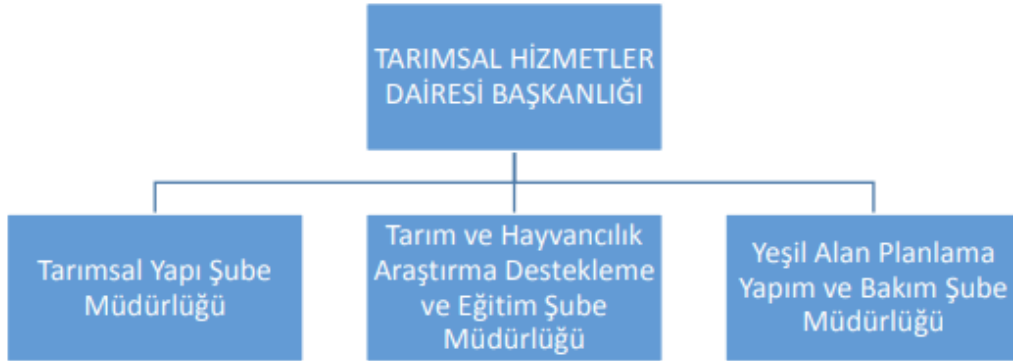 TARIMSAL HİZMETLER
DAİRESİ BAŞKANLIĞI
Tarımsal Yapı Şube
Müdürlüğü
Tarım ve Hayvancılık
Araştırma Destekleme
ve Eğitim Şube
Müdürlüğü
Yeşil Alan Planlama
Yapım ve Bakım Şube
Müdürlüğü